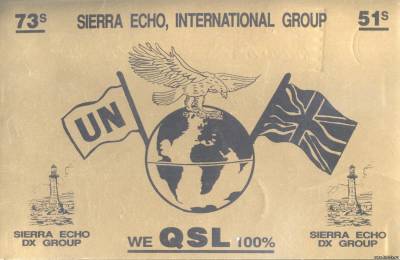 73s SIERRA ECHO, INTERNATIONAL GROUP 51s
UN
SIERRA ECHO
DX GROUP
SIERRA ECHO
DX GROUP
WE QSL 100%